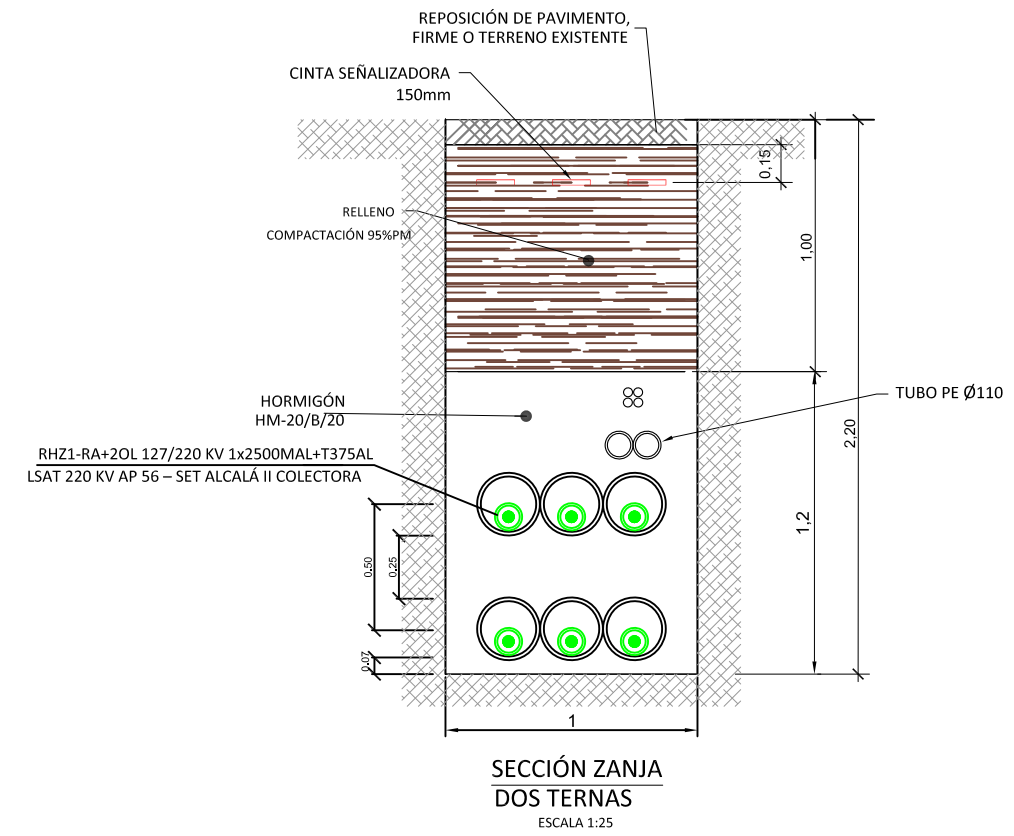 REPOSICIÓN DE PAVIMENTO,
FIRME O TERRENO EXISTENTE
CINTA SEÑALIZADORA
150mm
0,15
RELLENO
COMPACTACIÓN 95%PM
1,00
HORMIGÓN
HM-20/B/20
TUBO PE Ø110
2,20
RHZ1-RA+2OL 127/220 KV 1x2500MAL+T375AL
LSAT 220 KV AP 56 – SET ALCALÁ II COLECTORA
1,2
0.50
0.25
0.07
1
SECCIÓN ZANJA
DOS TERNAS
ESCALA 1:25